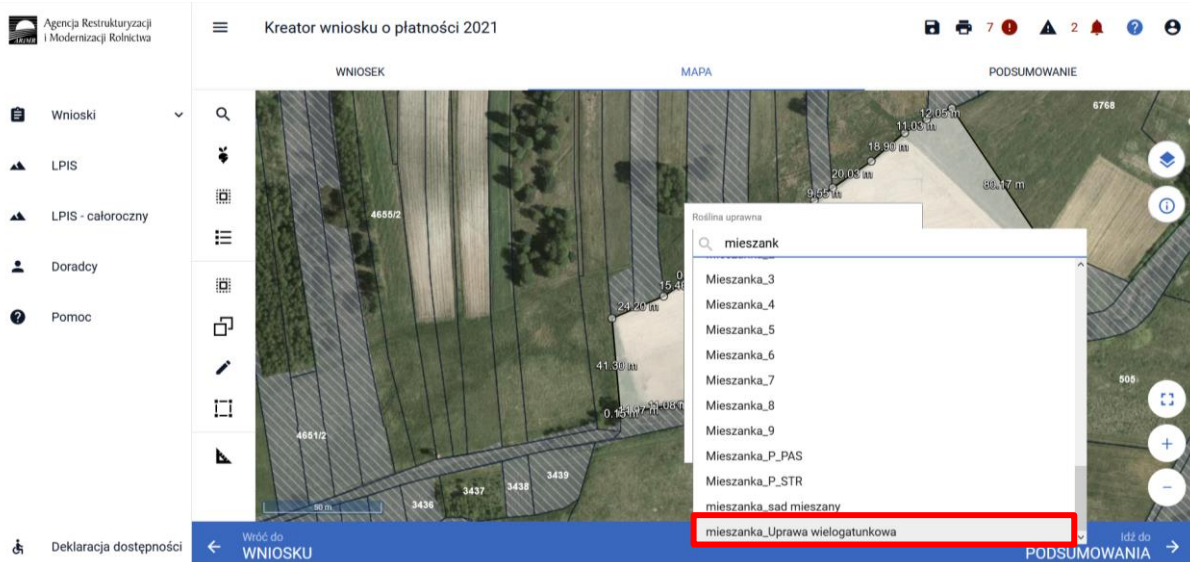 Agencja Restrukturyzacji
i Modernizacji Rolnictwa
ARiMR
Kreator wniosku o płatności 2021
7
2
WNIOSEK
MAPA
PODSUMOWANIE
Wnioski
LPIS
LPIS - całoroczny
Doradcy
Pomoc
Deklaracja dostępności
12.05 m
11.03 m
18.90 m
20.03 m
9.55 m
80.17 m
6768
4655/2
24.20 m
41.30 m
505
4651/2
3436
3437
3438
3439
50 m
Roślina uprawna
mieszank
Mieszanka_3
Mieszanka_4
Mieszanka_5
Mieszanka_6
Mieszanka_7
Mieszanka_8
Mieszanka_9
Mieszanka_P_PAS
Mieszanka_P_STR
mieszanka_sad mieszany
mieszanka_Uprawa wielogatunkowa
Wróć do
WNIOSKU
Idź do
PODSUMOWANIA